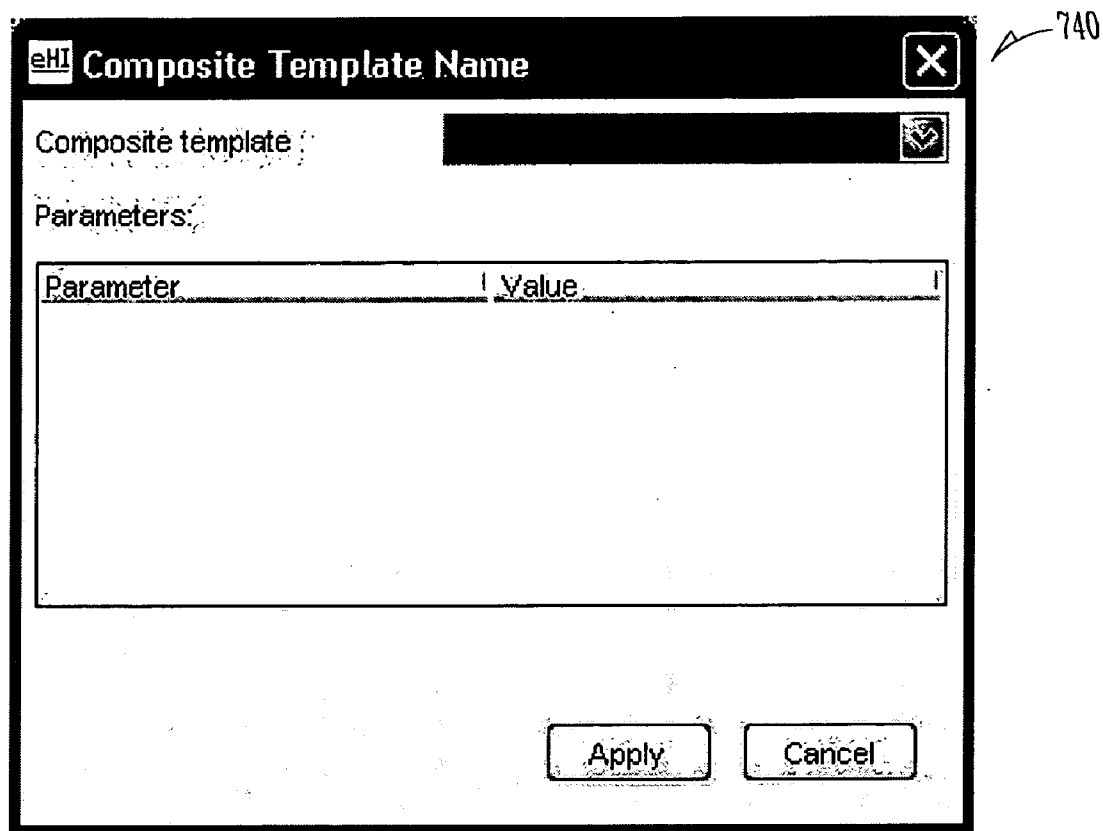 740
eHI Composite Template Name
Composite template :
Parameters:
Parameter Value
Apply Cancel